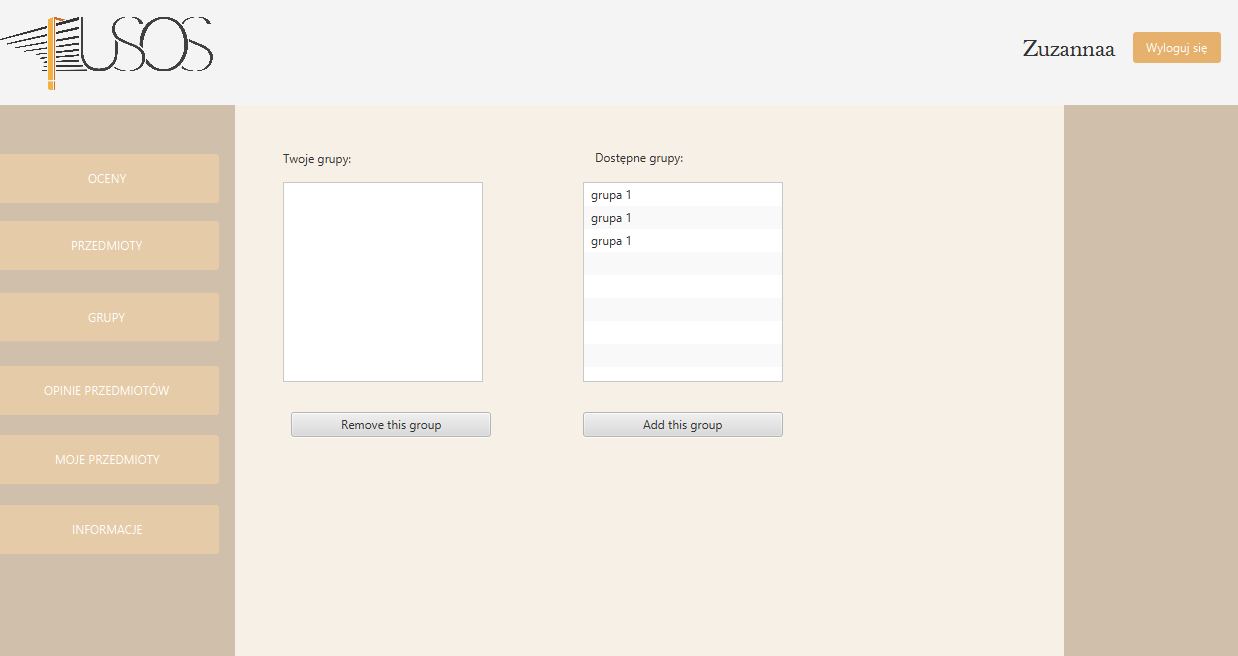 USOS
Zuzannaa
Wyloguj się
OCENY
PRZEDMIOTY
GRUPY
OPINIE PRZEDMIOTÓW
MOJE PRZEDMIOTY
INFORMACJE
Twoje grupy:
Remove this group
Dostępne grupy:
grupa 1
grupa 1
grupa 1
Add this group